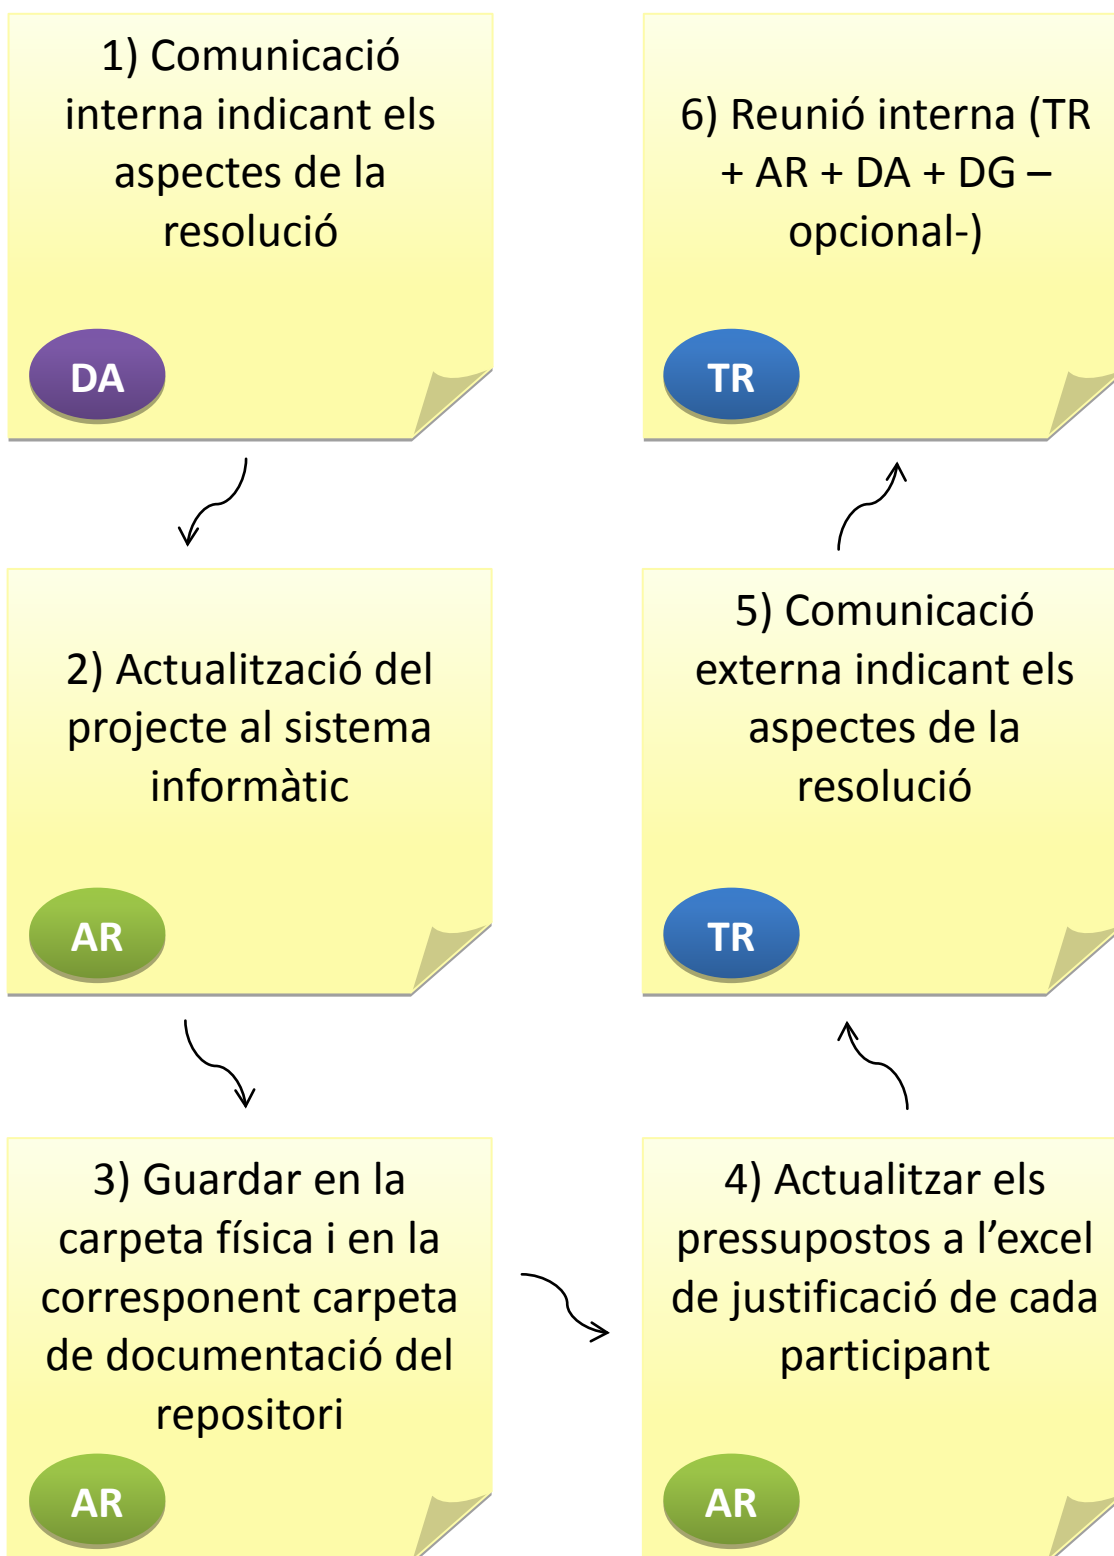 1) Comunicació
interna indicant els
aspectes de la
resolució
DA
2) Actualització del
projecte al sistema
informàtic
AR
3) Guardar en la
carpeta física i en la
corresponent carpeta
de documentació del
repositori
AR
4) Actualitzar els
pressupostos a l’excel
de justificació de cada
participant
AR
5) Comunicació
externa indicant els
aspectes de la
resolució
TR
6) Reunió interna (TR
+ AR + DA + DG –
opcional-)
TR